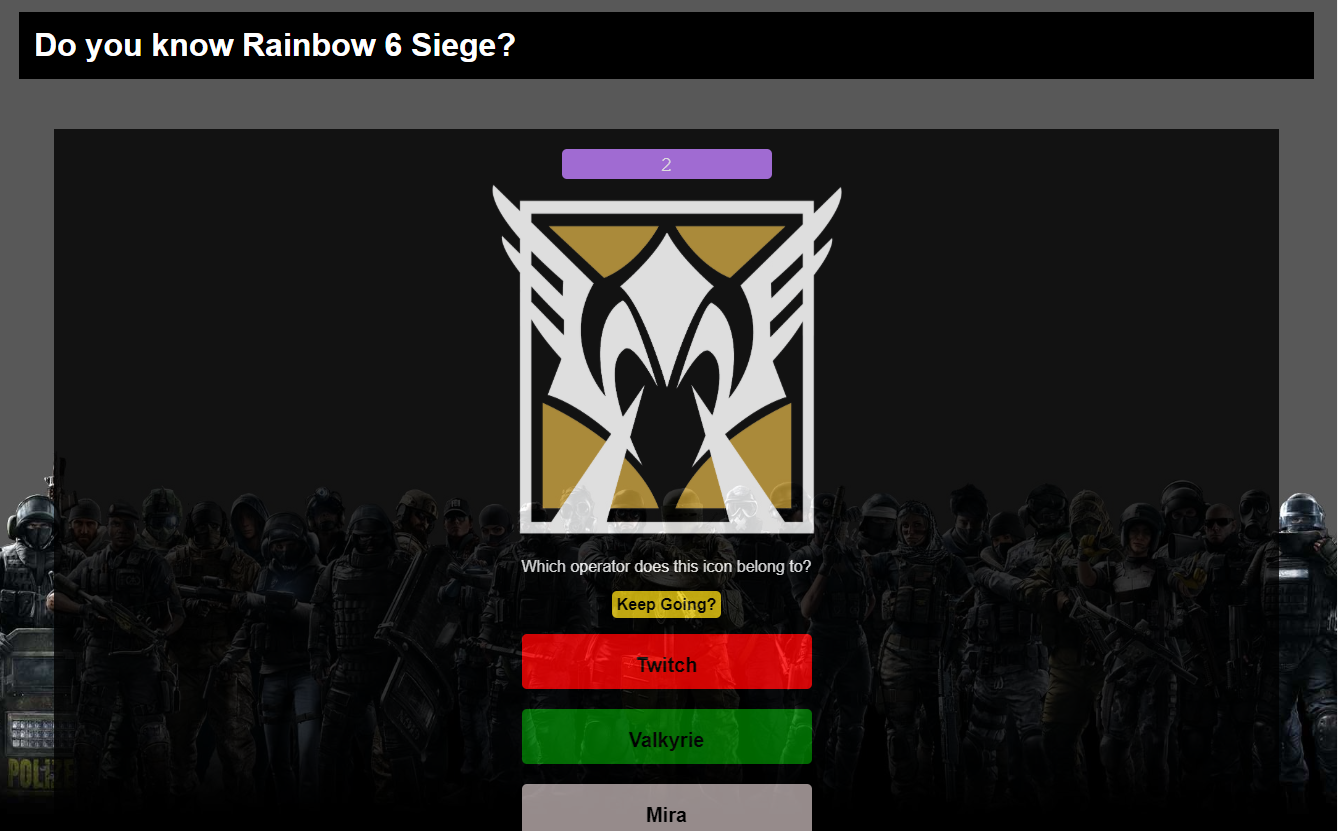 Do you know Rainbow 6 Siege?
2
Which operator does this icon belong to?
Keep Going?
Twitch
Valkyrie
Mira
POLIZE